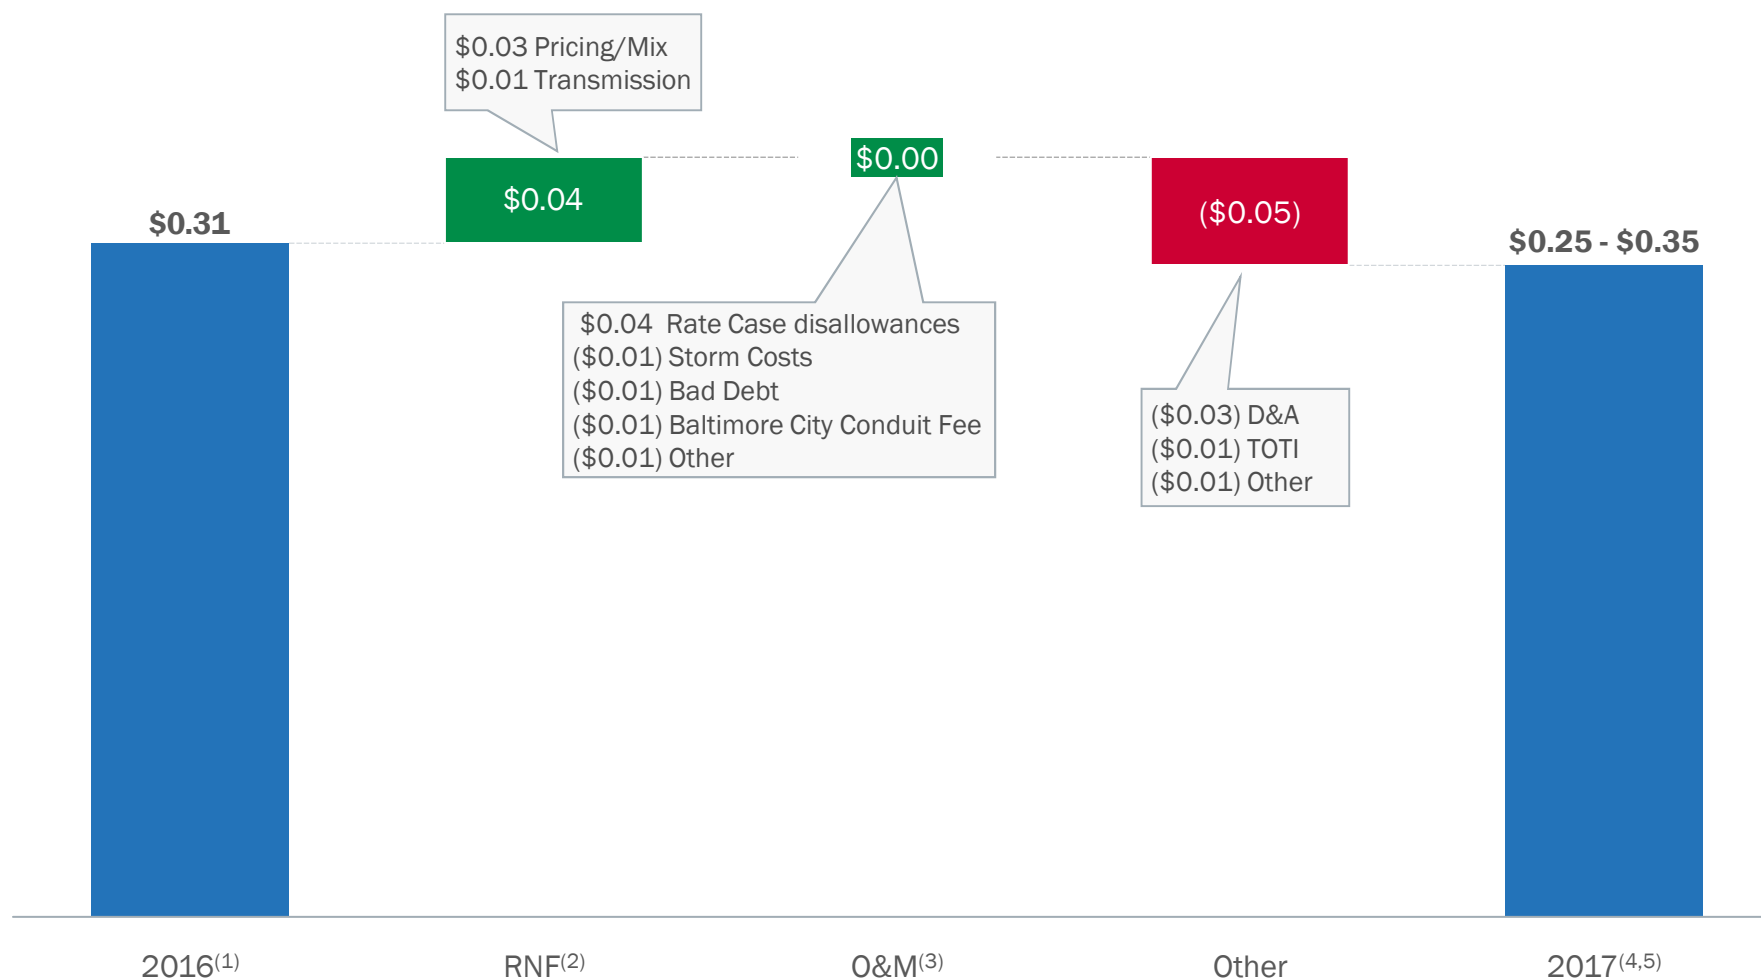 $0.03 Pricing/Mix
$0.01 Transmission
$0.31
$0.04
$0.00
($0.05)
$0.25 - $0.35
$0.04 Rate Case disallowances
($0.01) Storm Costs
($0.01) Bad Debt
($0.01) Baltimore City Conduit Fee
($0.01) Other
($0.03) D&A
($0.01) TOTI
($0.01) Other
2016(1)
RNF(2)
O&M(3)
Other
2017(4,5)